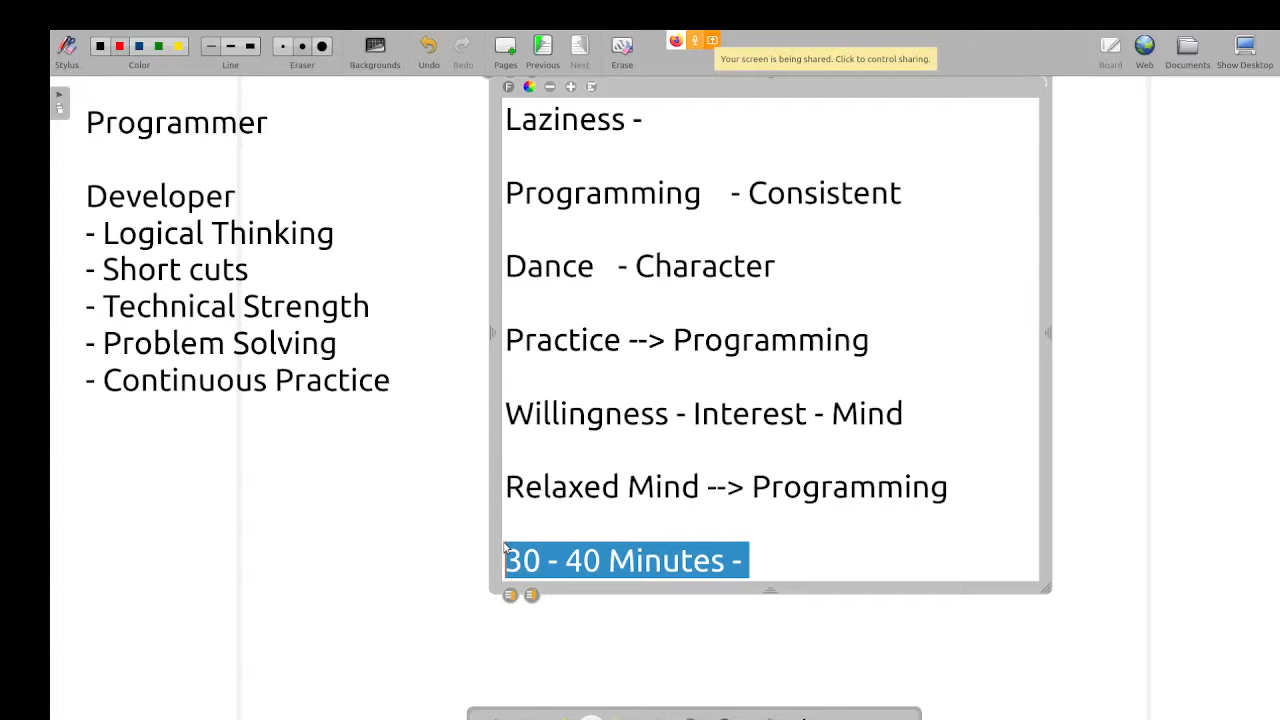 Stylus
Color
Line
Eraser
Backgrounds
Undo
Redo
Pages
Previous
Next
Erase
Your screen is being shared. Click to control sharing.
Board
Web
Documents
Show Desktop
Programmer
Developer
- Logical Thinking
- Short cuts
- Technical Strength
- Problem Solving
- Continuous Practice
F
Laziness -
Programming - Consistent
Dance - Character
Practice --> Programming
Willingness - Interest - Mind
Relaxed Mind --> Programming
30 - 40 Minutes -